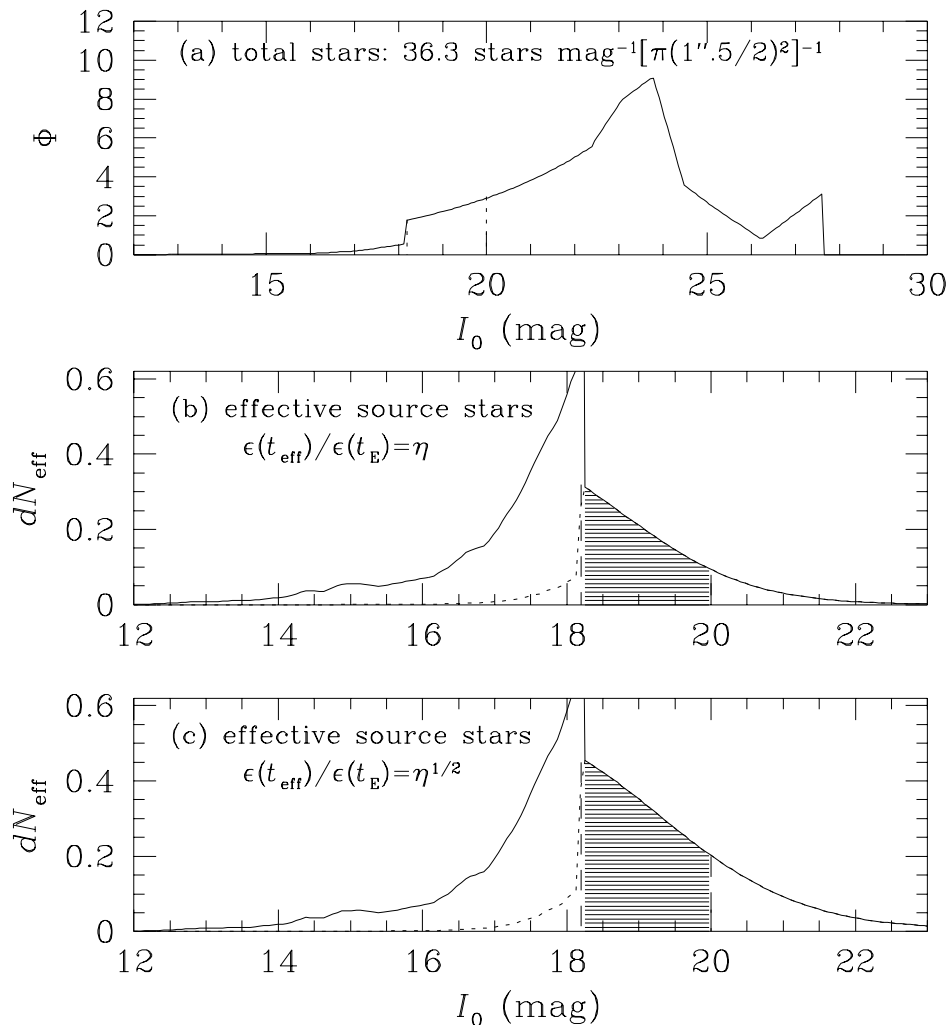 12
10
8
6
4
2
0
Φ
(a) total stars: 36.3 stars mag⁻¹[π(1″.5/2)²]⁻¹
15 20 25 30
I₀ (mag)
0.6
0.4
0.2
0
dN_eff
(b) effective source stars
ϵ(t_eff)/ϵ(t_E)=η
12 14 16 18 20 22
0.6
0.4
0.2
0
dN_eff
(c) effective source stars
ϵ(t_eff)/ϵ(t_E)=η^1/2
12 14 16 18 20 22
I₀ (mag)